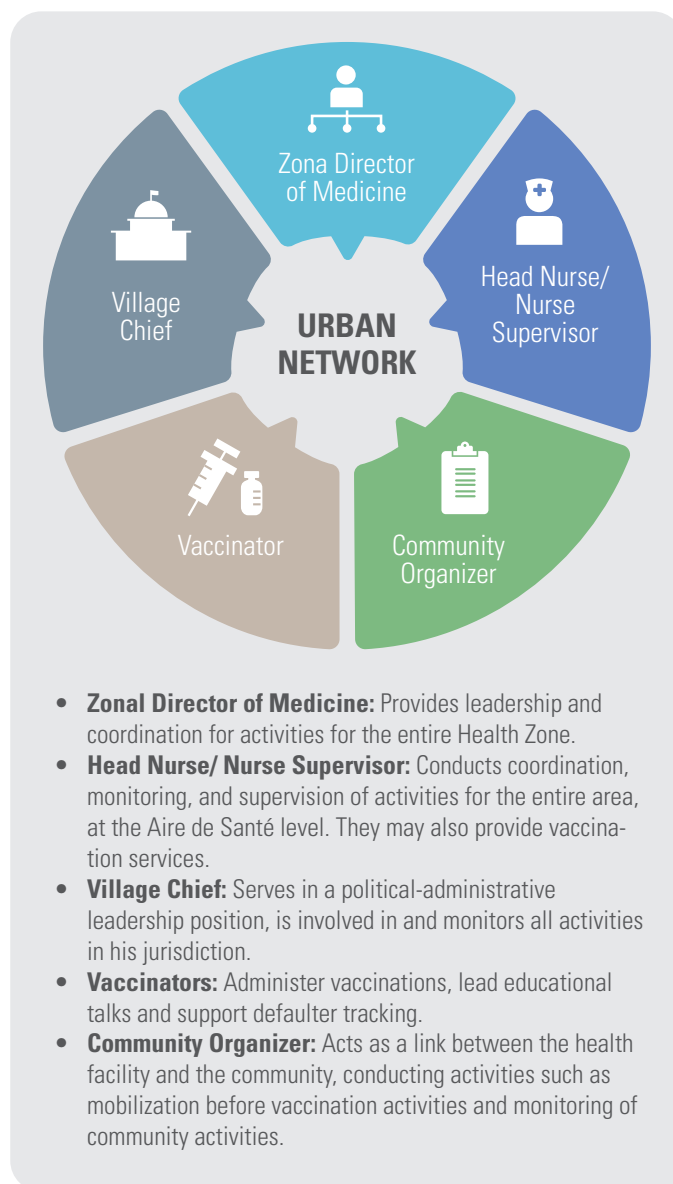 Zona Director
of Medicine
Head Nurse/
Nurse
Supervisor
Village
Chief
URBAN
NETWORK
Vaccinator
Community
Organizer
• Zonal Director of Medicine: Provides leadership and
coordination for activities for the entire Health Zone.
• Head Nurse/ Nurse Supervisor: Conducts coordination,
monitoring, and supervision of activities for the entire area,
at the Aire de Santé level. They may also provide vaccina-
tion services.
• Village Chief: Serves in a political-administrative
leadership position, is involved in and monitors all activities
in his jurisdiction.
• Vaccinators: Administer vaccinations, lead educational
talks and support defaulter tracking.
• Community Organizer: Acts as a link between the health
facility and the community, conducting activities such as
mobilization before vaccination activities and monitoring of
community activities.